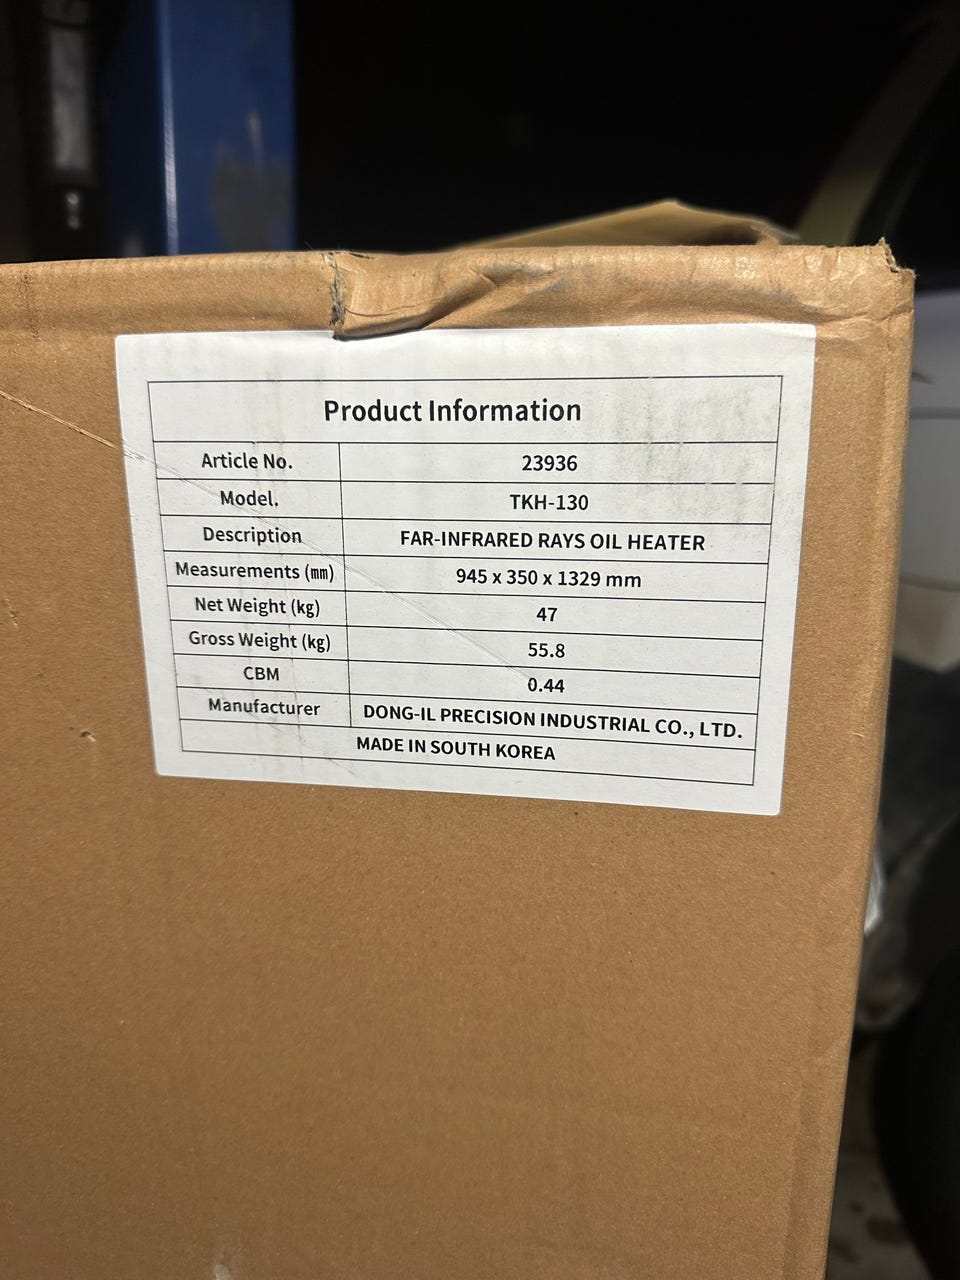 Product Information
Article No. 23936
Model. TKH-130
Description FAR-INFRARED RAYS OIL HEATER
Measurements (㎜) 945 x 350 x 1329 mm
Net Weight (㎏) 47
Gross Weight (㎏) 55.8
CBM 0.44
Manufacturer DONG-IL PRECISION INDUSTRIAL CO., LTD.
MADE IN SOUTH KOREA